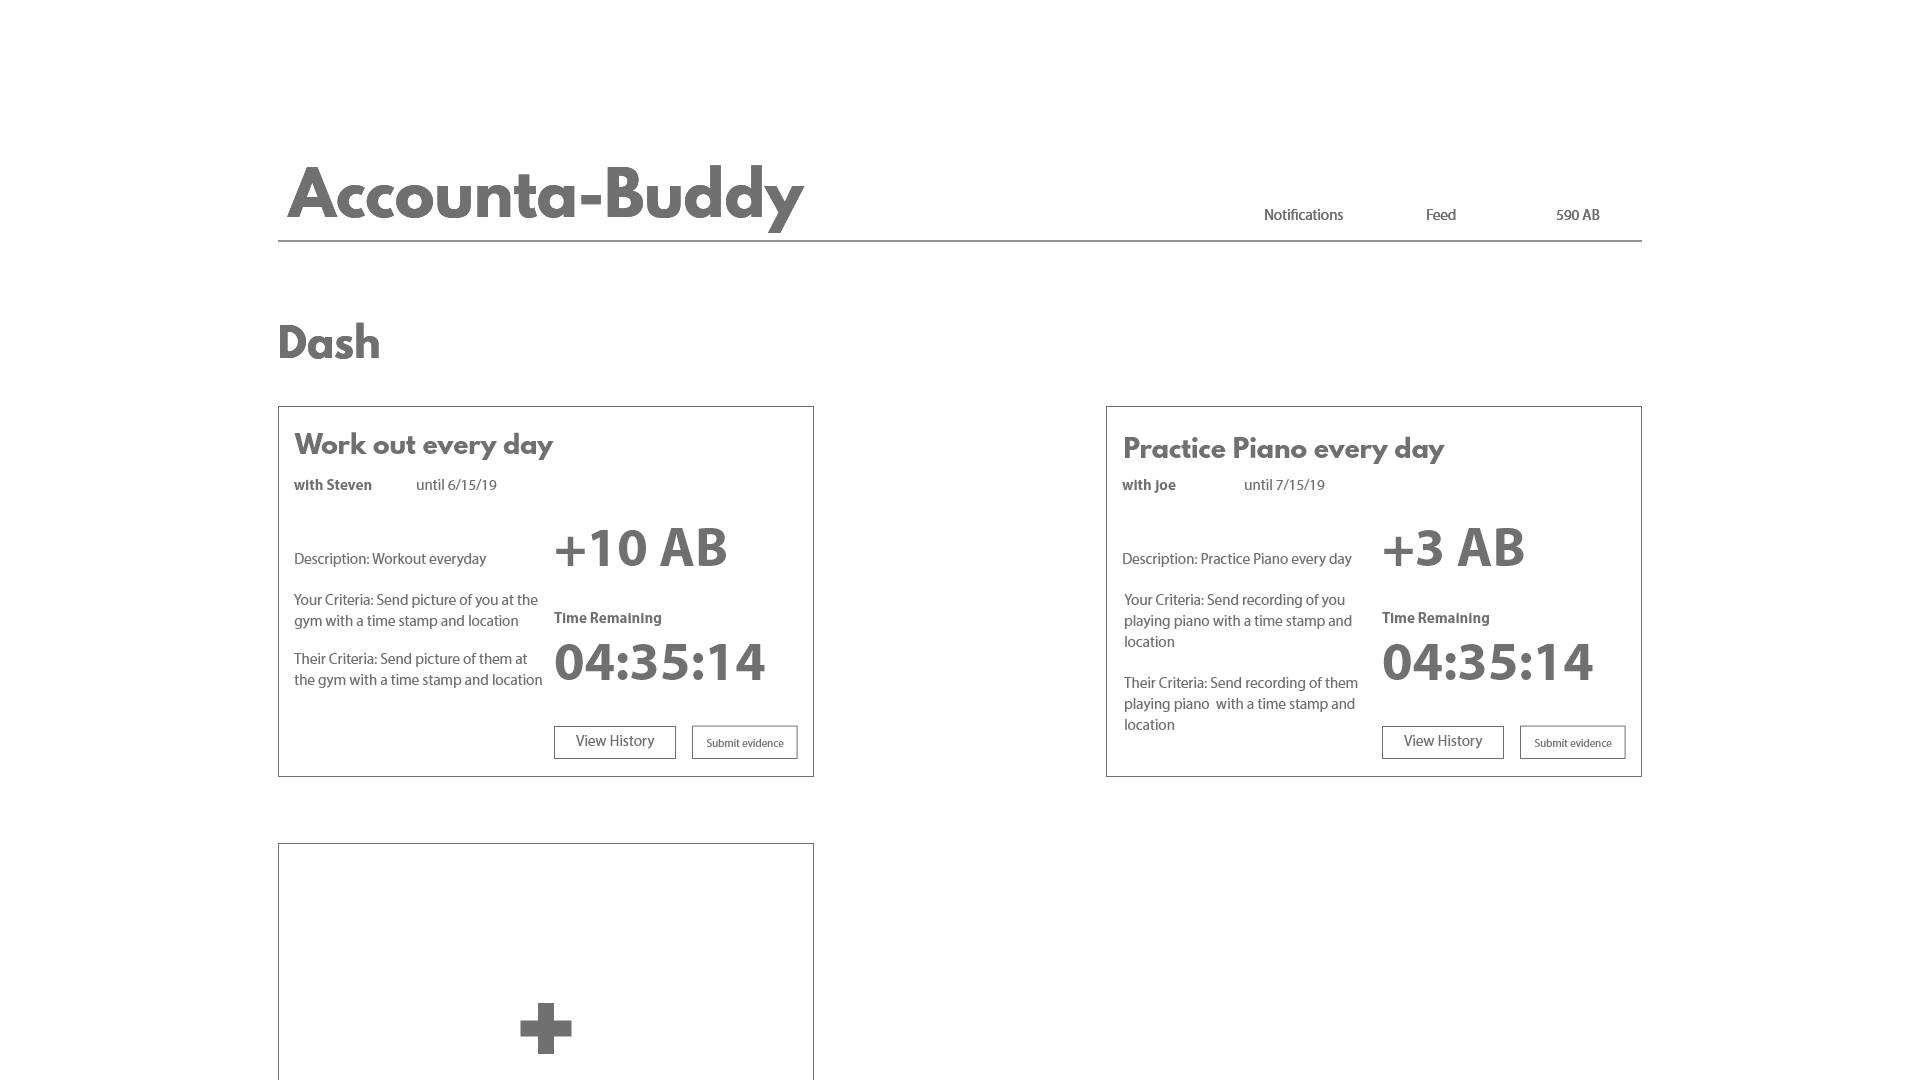 Accounta-Buddy
Notifications
Feed
590 AB
Dash
Work out every day
with Steven
until 6/15/19
Description: Workout everyday
Your Criteria: Send picture of you at the
gym with a time stamp and location
Their Criteria: Send picture of them at
the gym with a time stamp and location
+10 AB
Time Remaining
04:35:14
View History
Submit evidence
Practice Piano every day
with joe
until 7/15/19
Description: Practice Piano every day
Your Criteria: Send recording of you
playing piano with a time stamp and
location
Their Criteria: Send recording of them
playing piano  with a time stamp and
location
+3 AB
Time Remaining
04:35:14
View History
Submit evidence
+